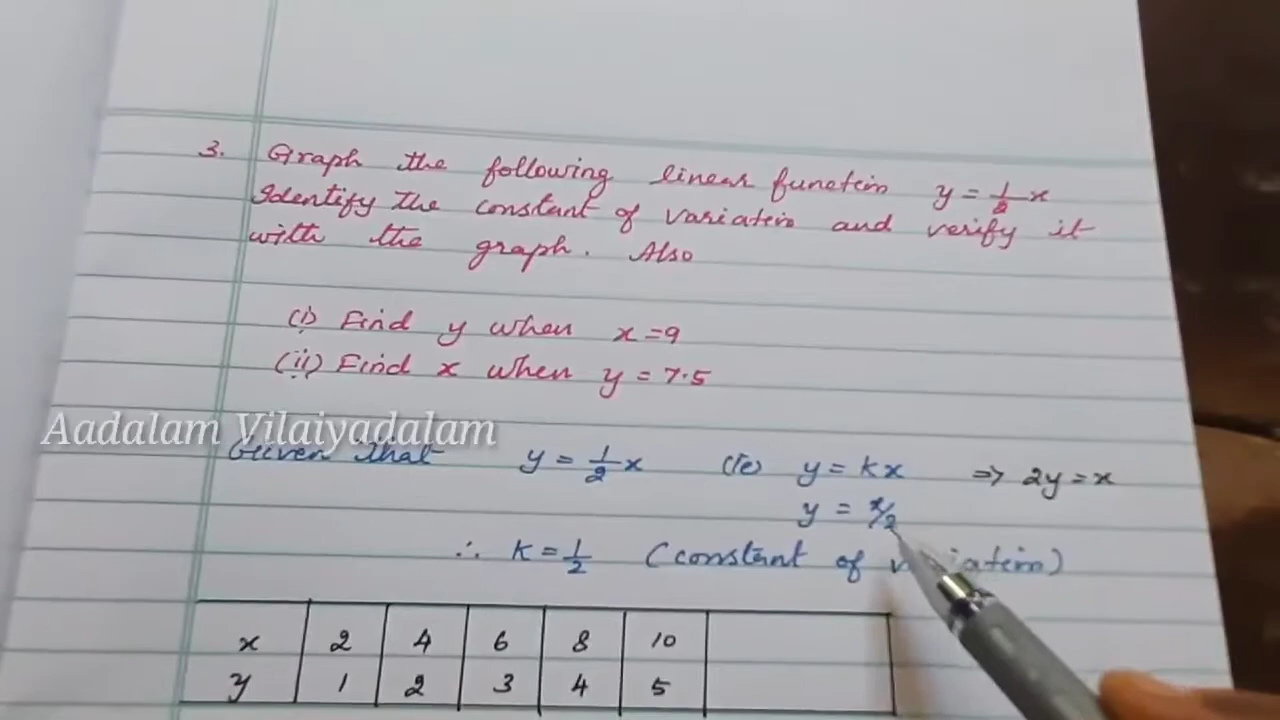 3. Graph the following linear function y = 1/2 x
Identify the constant of variation and verify it
with the graph. Also
(i) Find y when x = 9
(ii) Find x when y = 7.5
Aadalam Vilaiyadalam
Given that y = 1/2 x (ie) y = kx ⇒ 2y = x
y = x/2
∴ k = 1/2 (constant of variation)
x 2 4 6 8 10
y 1 2 3 4 5